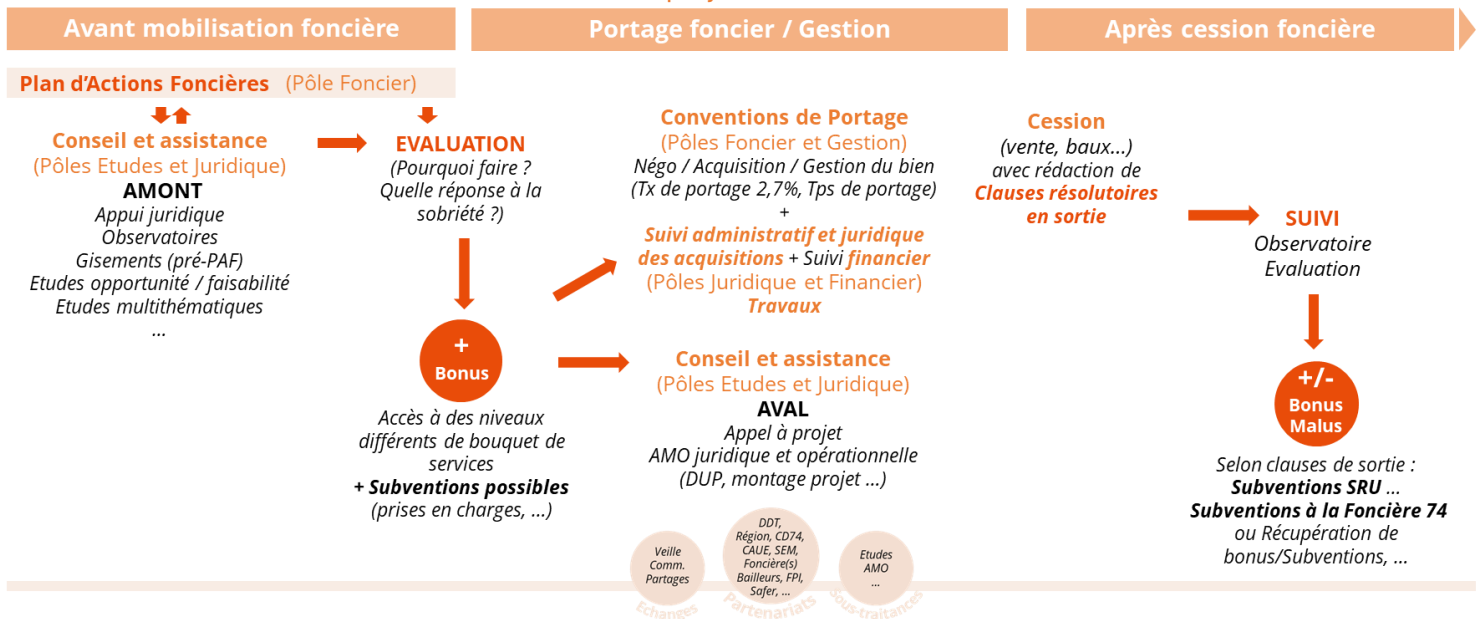 Avant mobilisation foncière
Portage foncier / Gestion
Après cession foncière
Plan d'Actions Foncières (Pôle Foncier)
Conseil et assistance
(Pôles Etudes et Juridique)
AMONT
Appui juridique
Observatoires
Gisements (pré-PAF)
Etudes opportunité / faisabilité
Etudes multithématiques
...
EVALUATION
(Pourquoi faire ?
Quelle réponse à la
sobriété ?)
+
Bonus
Accès à des niveaux
différents de bouquet de
services
+ Subventions possibles
(prises en charges, ...)
Conventions de Portage
(Pôles Foncier et Gestion)
Négo / Acquisition / Gestion du bien
(Tx de portage 2,7%, Tps de portage)
+
Suivi administratif et juridique
des acquisitions + Suivi financier
(Pôles Juridique et Financier)
Travaux
Conseil et assistance
(Pôles Etudes et Juridique)
AVAL
Appel à projet
AMO juridique et opérationnelle
(DUP, montage projet ...)
Cession
(vente, baux...)
avec rédaction de
Clauses résolutoires
en sortie
SUIVI
Observatoire
Evaluation
+/-
Bonus
Malus
Selon clauses de sortie :
Subventions SRU ...
Subventions à la Foncière 74
ou Récupération de
bonus/Subventions, ...
Veille
Comm.
Partages
Echanges
DDT,
Région, CD74,
CAUE, SEM,
Foncière(s)
Bailleurs, FPI,
Safer, ...
Partenariats
Etudes
AMO
...
Sous-traitances